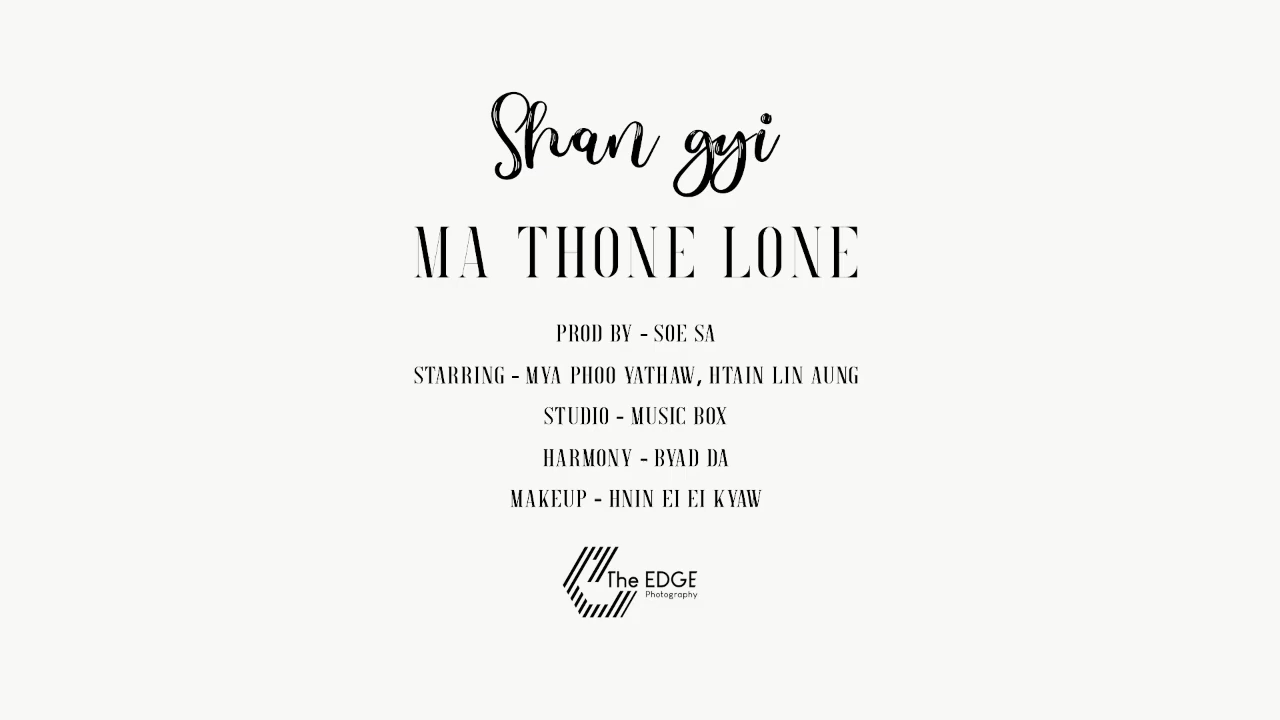 Shan gyi
MA THONE LONE
PROD BY - SOE SA
STARRING - MYA PHOO YATHAW, HTAIN LIN AUNG
STUDIO - MUSIC BOX
HARMONY - BYAD DA
MAKEUP - HNIN EI EI KYAW
The EDGE
Photography